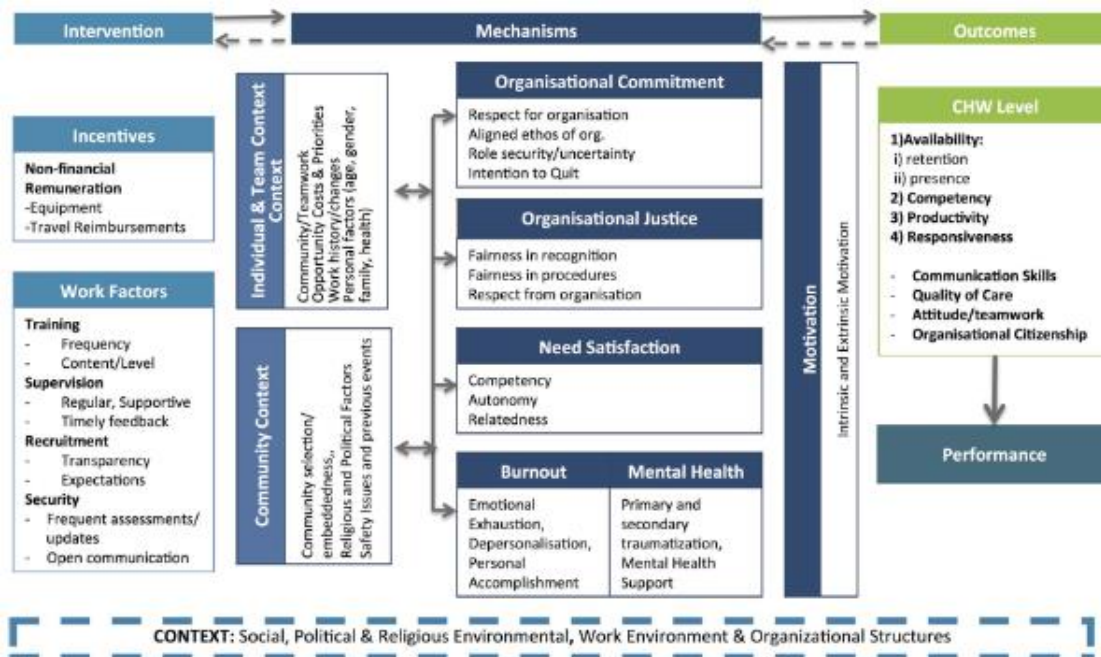 Intervention
Mechanisms
Outcomes
Incentives
Non-financial
Remuneration
-Equipment
-Travel Reimbursements
Work Factors
Training
- Frequency
- Content/Level
Supervision
- Regular, Supportive
- Timely feedback
Recruitment
- Transparency
- Expectations
Security
- Frequent assessments/
updates
- Open communication
Individual & Team Context
Context
Community/Teamwork
Opportunity Costs & Priorities
Work history/changes
Personal factors (age, gender,
family, health)
Community Context
Community selection/
embeddedness,,
Religious and Political Factors
Safety Issues and previous events
Organisational Commitment
Respect for organisation
Aligned ethos of org.
Role security/uncertainty
Intention to Quit
Organisational Justice
Fairness in recognition
Fairness in procedures
Respect from organisation
Need Satisfaction
Competency
Autonomy
Relatedness
Burnout
Emotional
Exhaustion,
Depersonalisation,
Personal
Accomplishment
Mental Health
Primary and
secondary
traumatization,
Mental Health
Support
Motivation
Intrinsic and Extrinsic Motivation
CHW Level
1)Availability:
i) retention
ii) presence
2) Competency
3) Productivity
4) Responsiveness
- Communication Skills
- Quality of Care
- Attitude/teamwork
- Organisational Citizenship
Performance
CONTEXT: Social, Political & Religious Environmental, Work Environment & Organizational Structures